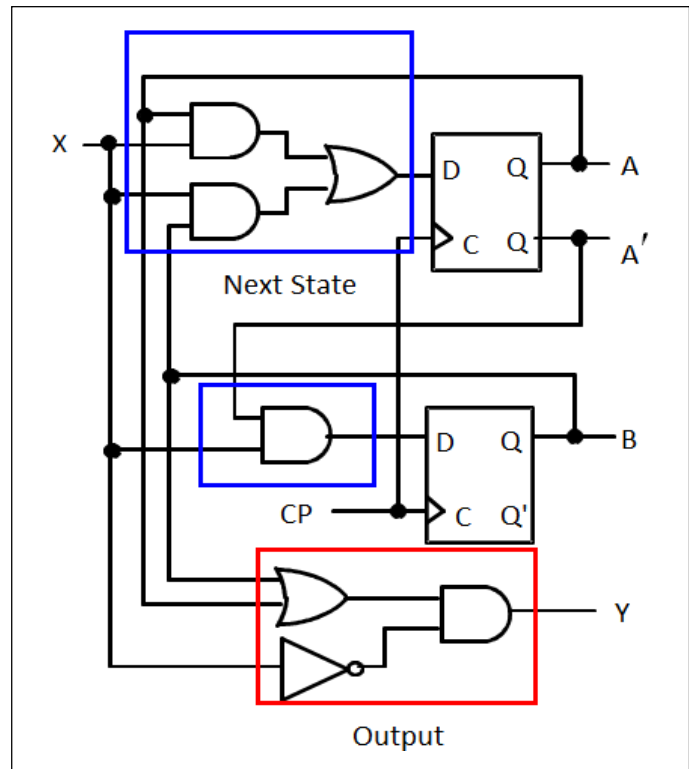 X
D Q A
C Q A′
Next State
D Q B
CP C Q'
Y
Output